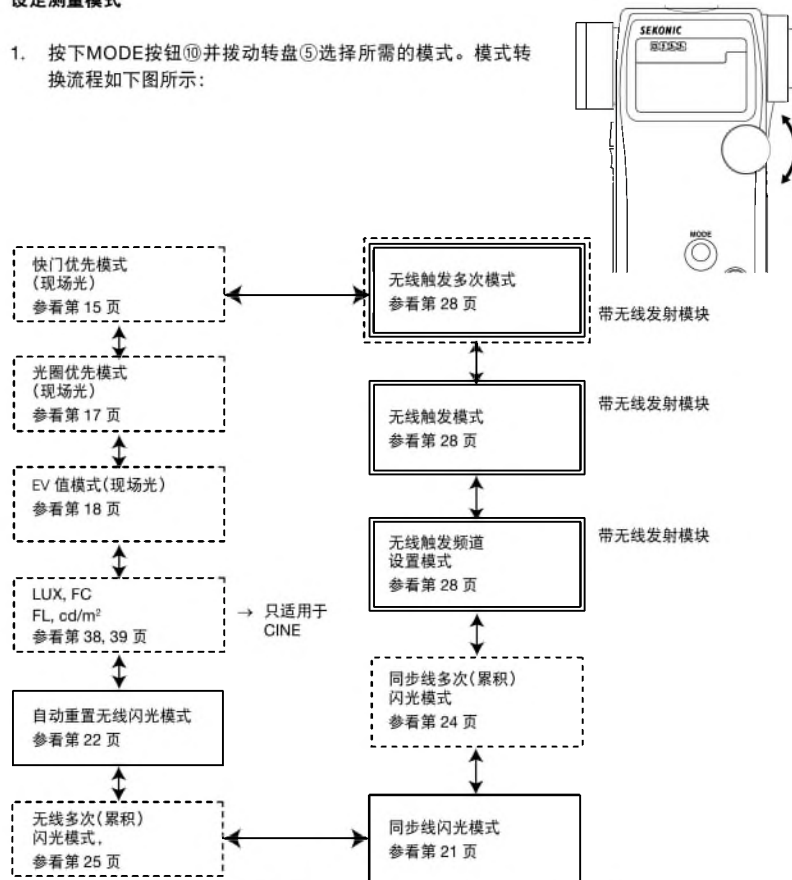 设定测量模式
1. 按下MODE按钮⑩并拨动转盘⑤选择所需的模式。模式转
换流程如下图所示：
SEKONIC
MODE
快门优先模式
(现场光)
参看第 15 页
光圈优先模式
(现场光)
参看第 17 页
EV 值模式(现场光)
参看第 18 页
LUX, FC
FL, cd/m²
参看第 38, 39 页
→ 只适用于
CINE
自动重置无线闪光模式
参看第 22 页
无线多次(累积)
闪光模式，
参看第 25 页
无线触发多次模式
参看第 28 页
带无线发射模块
无线触发模式
参看第 28 页
带无线发射模块
无线触发频道
设置模式
参看第 28 页
带无线发射模块
同步线多次(累积)
闪光模式
参看第 24 页
同步线闪光模式
参看第 21 页